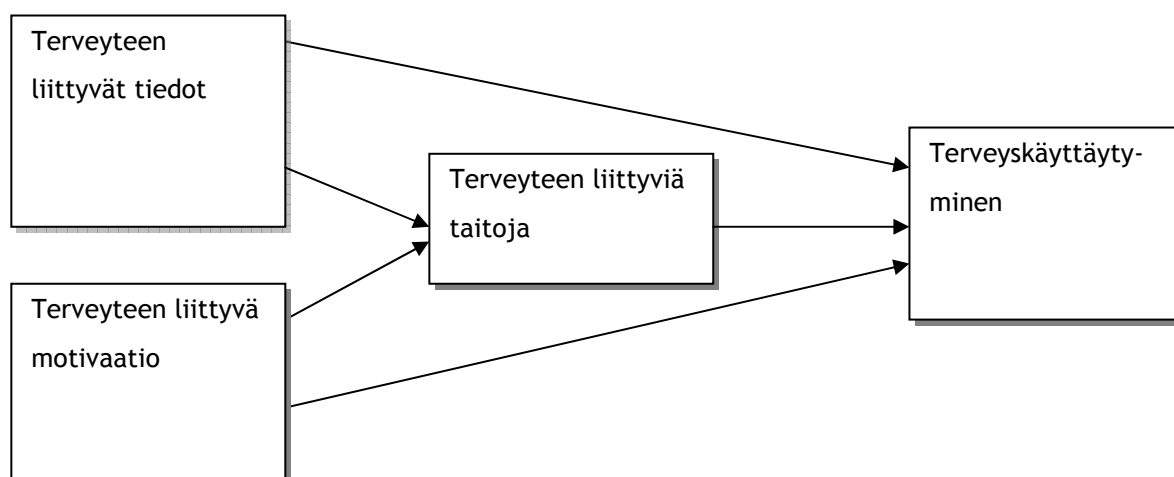 Terveyteen
liittyvät tiedot
Terveyteen liittyviä
taitoja
Terveyskäyttäyty-
minen
Terveyteen liittyvä
motivaatio